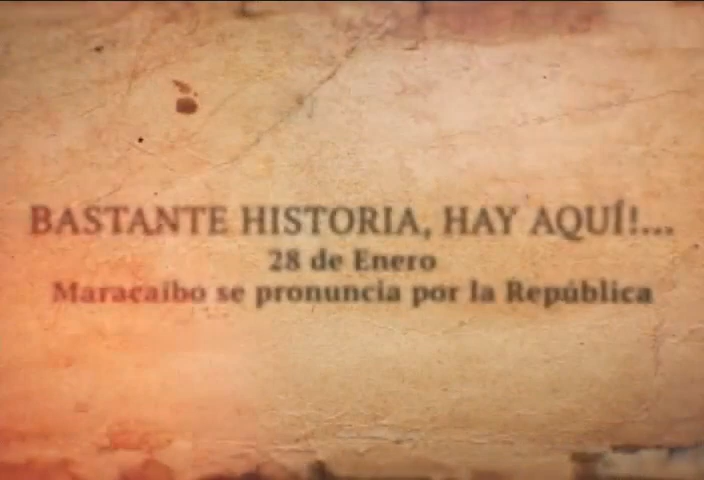 BASTANTE HISTORIA, HAY AQUÍ!...
28 de Enero
Maracaibo se pronuncia por la República